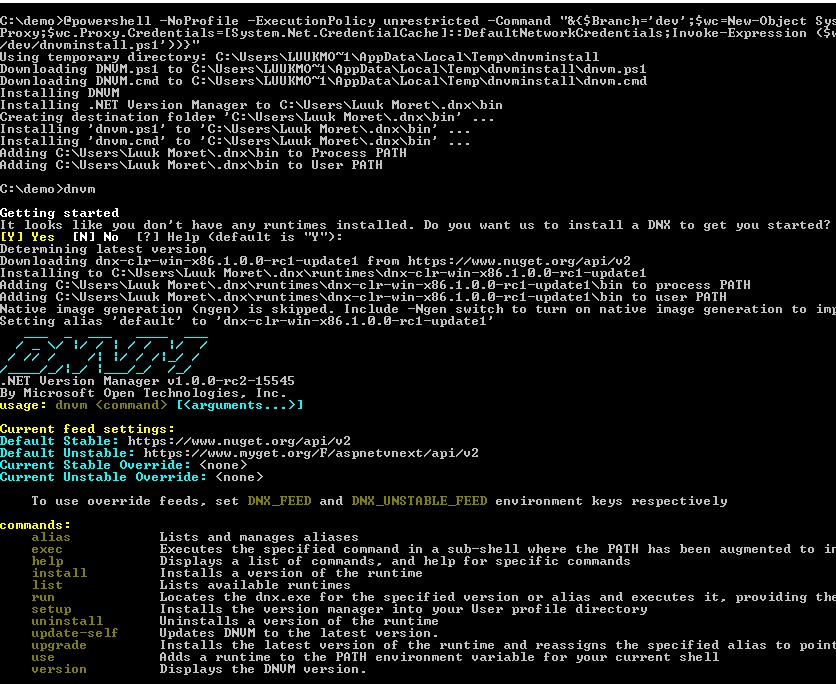 C:\demo>@powershell -NoProfile -ExecutionPolicy unrestricted -Command "&{$Branch='dev';$wc=New-Object Sys
Proxy;$wc.Proxy.Credentials=[System.Net.CredentialCache]::DefaultNetworkCredentials;Invoke-Expression ($w
/dev/dnvminstall.ps1'))}"
Using temporary directory: C:\Users\LUUKMO~1\AppData\Local\Temp\dnvminstall
Downloading DNVM.ps1 to C:\Users\LUUKMO~1\AppData\Local\Temp\dnvminstall\dnvm.ps1
Downloading DNVM.cmd to C:\Users\LUUKMO~1\AppData\Local\Temp\dnvminstall\dnvm.cmd
Installing DNVM
Installing .NET Version Manager to C:\Users\Luuk Moret\.dnx\bin
Creating destination folder 'C:\Users\Luuk Moret\.dnx\bin' ...
Installing 'dnvm.ps1' to 'C:\Users\Luuk Moret\.dnx\bin' ...
Installing 'dnvm.cmd' to 'C:\Users\Luuk Moret\.dnx\bin' ...
Adding C:\Users\Luuk Moret\.dnx\bin to Process PATH
Adding C:\Users\Luuk Moret\.dnx\bin to User PATH
C:\demo>dnvm
Getting started
It looks like you don't have any runtimes installed. Do you want us to install a DNX to get you started?
[Y] Yes [N] No [?] Help (default is "Y"):
Determining latest version
Downloading dnx-clr-win-x86.1.0.0-rc1-update1 from https://www.nuget.org/api/v2
Installing to C:\Users\Luuk Moret\.dnx\runtimes\dnx-clr-win-x86.1.0.0-rc1-update1
Adding C:\Users\Luuk Moret\.dnx\runtimes\dnx-clr-win-x86.1.0.0-rc1-update1\bin to process PATH
Adding C:\Users\Luuk Moret\.dnx\runtimes\dnx-clr-win-x86.1.0.0-rc1-update1\bin to user PATH
Native image generation (ngen) is skipped. Include -Ngen switch to turn on native image generation to imp
Setting alias 'default' to 'dnx-clr-win-x86.1.0.0-rc1-update1'
DNVM
.NET Version Manager v1.0.0-rc2-15545
By Microsoft Open Technologies, Inc.
usage: dnvm <command> [<arguments...>]
Current feed settings:
Default Stable: https://www.nuget.org/api/v2
Default Unstable: https://www.myget.org/F/aspnetvnext/api/v2
Current Stable Override: <none>
Current Unstable Override: <none>
To use override feeds, set DNX_FEED and DNX_UNSTABLE_FEED environment keys respectively
commands:
alias Lists and manages aliases
exec Executes the specified command in a sub-shell where the PATH has been augmented to in
help Displays a list of commands, and help for specific commands
install Installs a version of the runtime
list Lists available runtimes
run Locates the dnx.exe for the specified version or alias and executes it, providing the
setup Installs the version manager into your User profile directory
uninstall Uninstalls a version of the runtime
update-self Updates DNVM to the latest version.
upgrade Installs the latest version of the runtime and reassigns the specified alias to point
use Adds a runtime to the PATH environment variable for your current shell
version Displays the DNVM version.